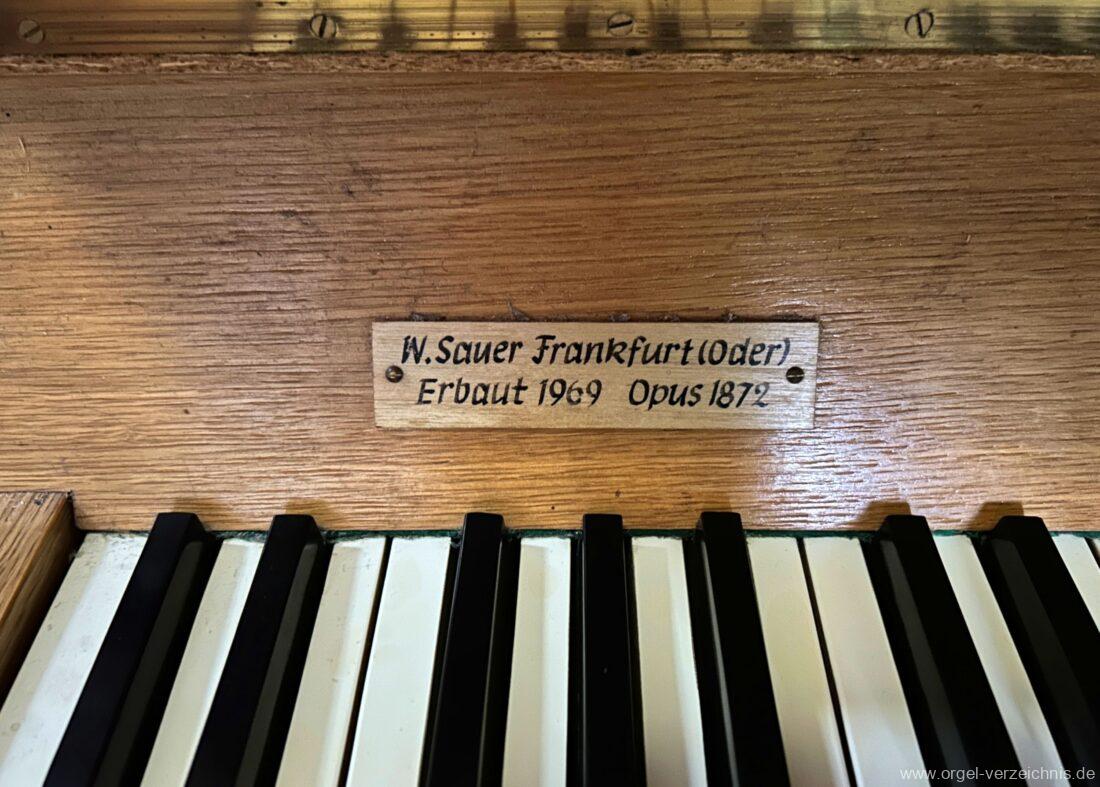 W. Sauer Frankfurt (Oder)
Erbaut 1969 Opus 1872
www.orgel-verzeichnis.de